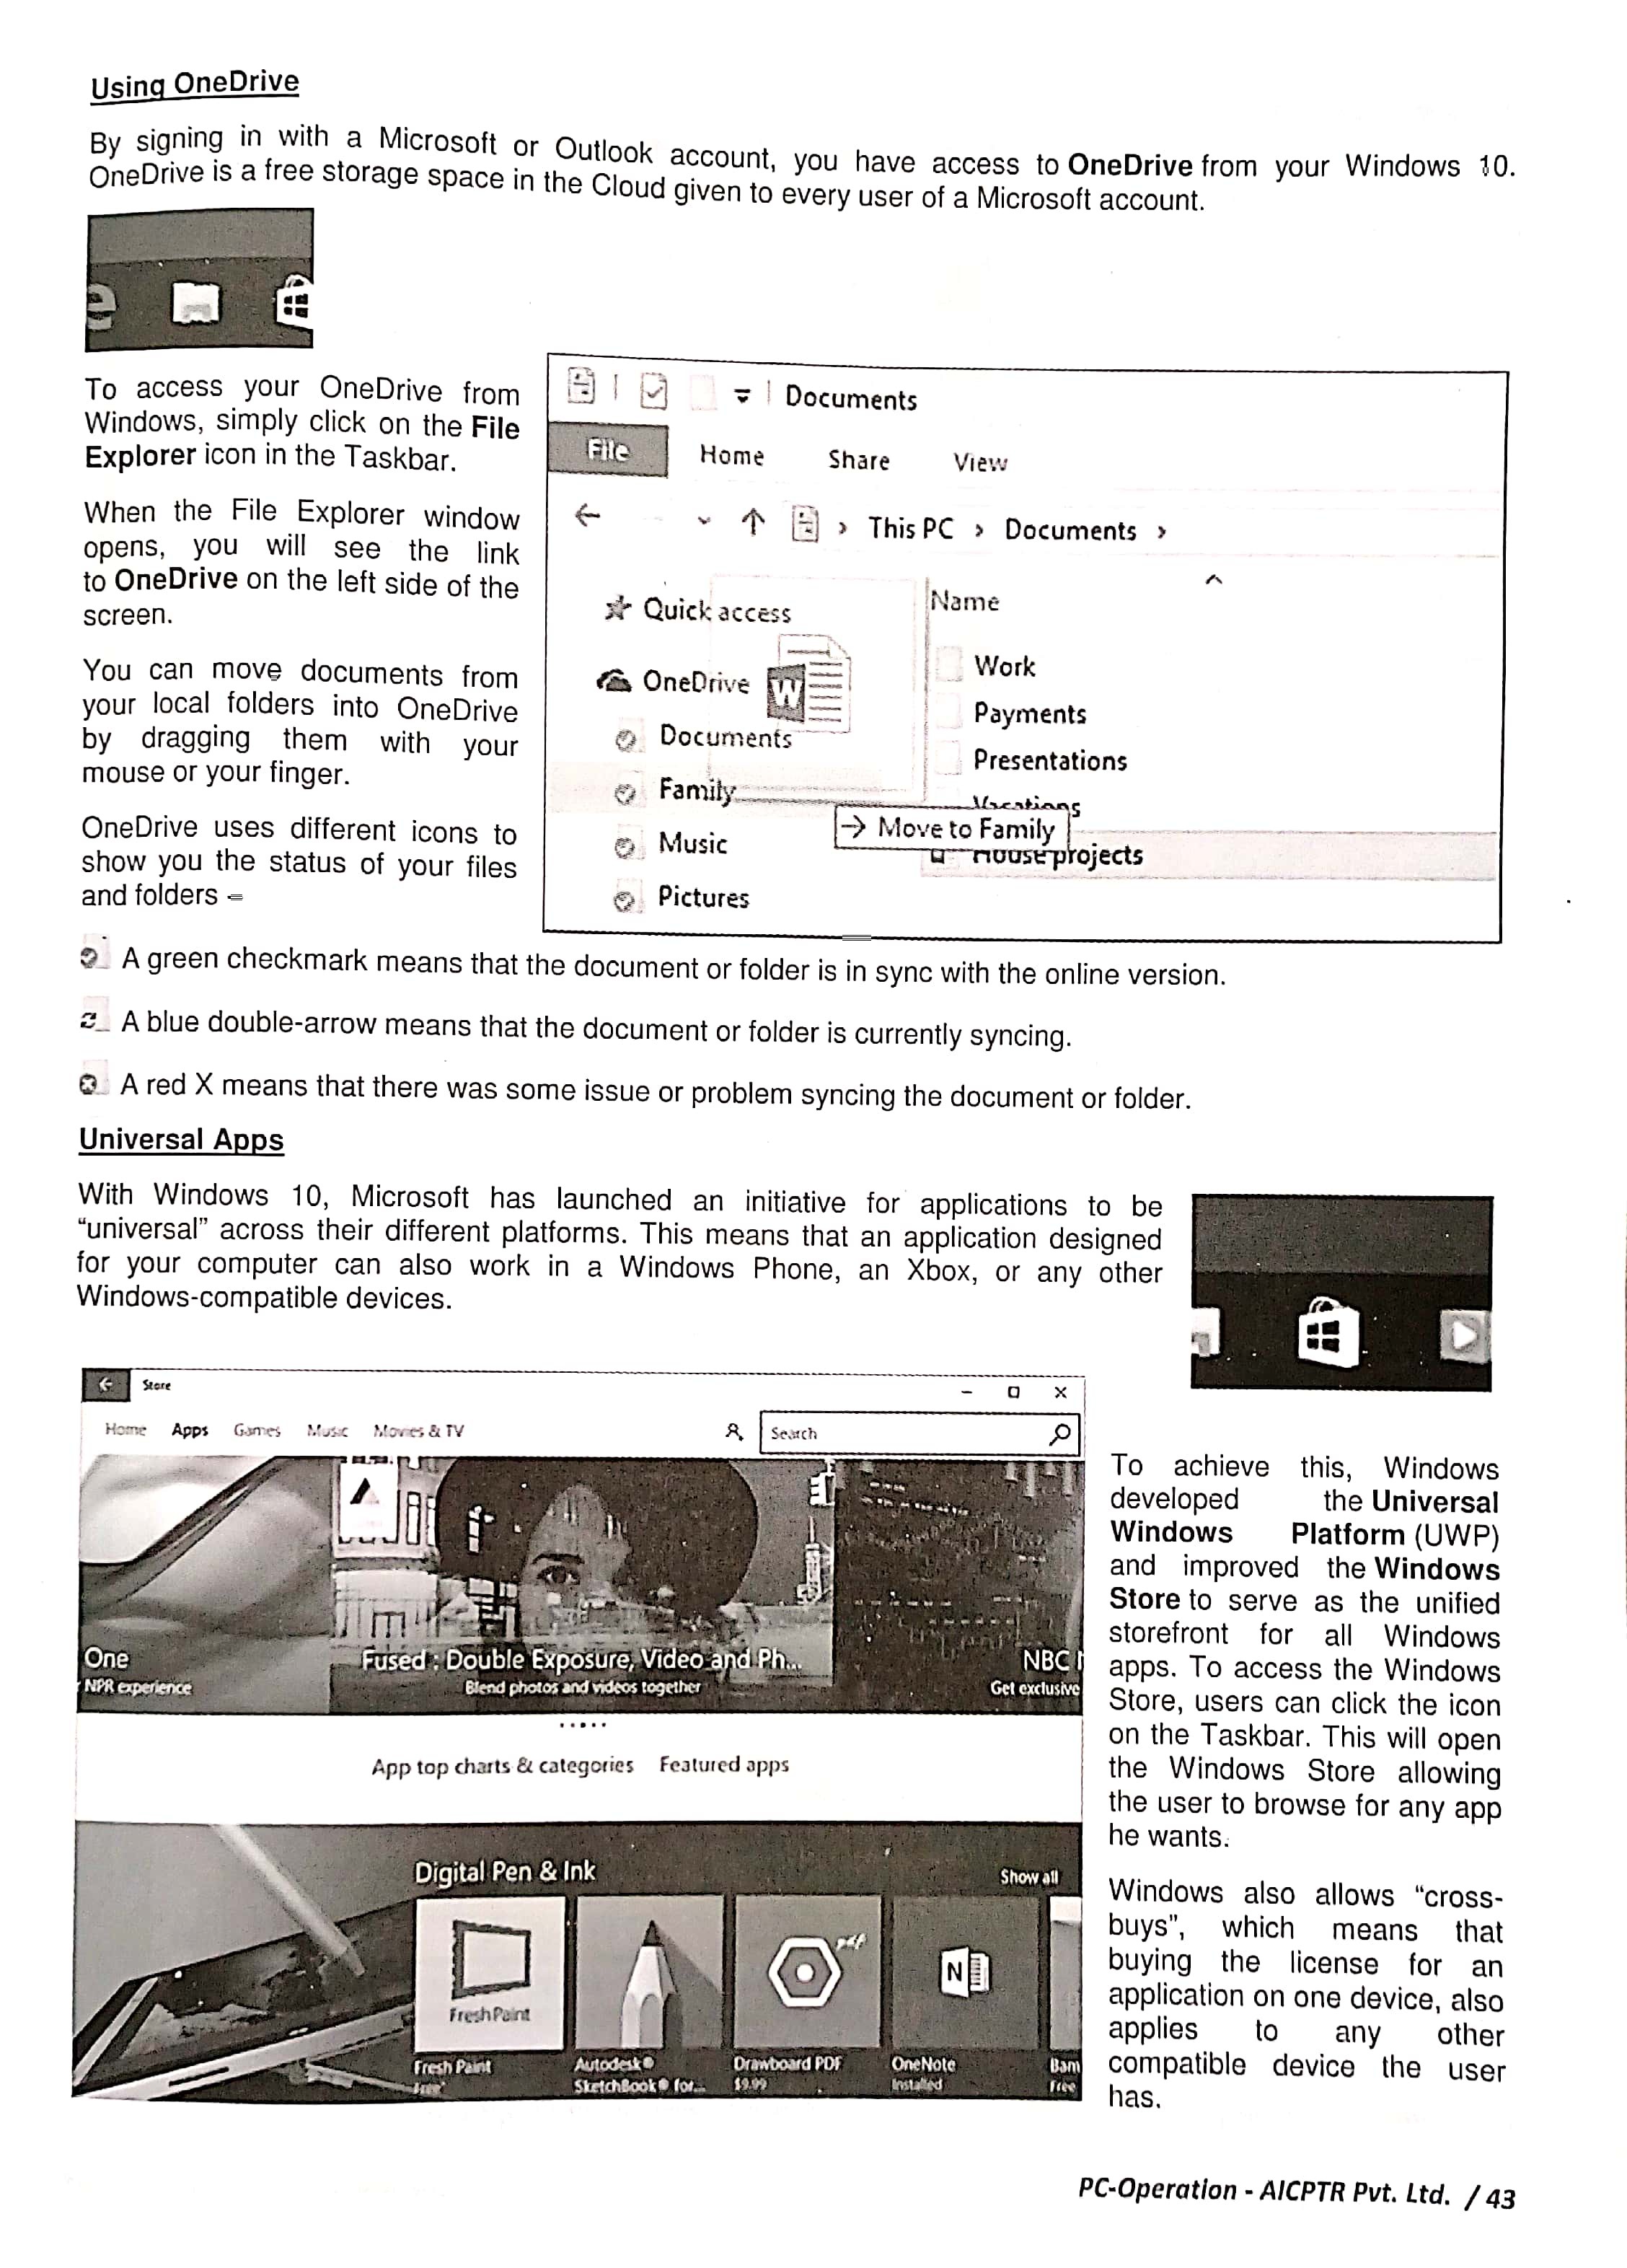 Using OneDrive
By signing in with a Microsoft or Outlook account, you have access to OneDrive from your Windows 10.
OneDrive is a free storage space in the Cloud given to every user of a Microsoft account.
To access your OneDrive from
Windows, simply click on the File
Explorer icon in the Taskbar.
When the File Explorer window
opens, you will see the link
to OneDrive on the left side of the
screen.
You can move documents from
your local folders into OneDrive
by dragging them with your
mouse or your finger.
OneDrive uses different icons to
show you the status of your files
and folders –
Documents
File Home Share View
This PC › Documents ›
Quick access
OneDrive
Documents
Family
Music
Pictures
Name
Work
Payments
Presentations
Vacations
→ Move to Family
House projects
W
A green checkmark means that the document or folder is in sync with the online version.
A blue double-arrow means that the document or folder is currently syncing.
A red X means that there was some issue or problem syncing the document or folder.
Universal Apps
With Windows 10, Microsoft has launched an initiative for applications to be
“universal” across their different platforms. This means that an application designed
for your computer can also work in a Windows Phone, an Xbox, or any other
Windows-compatible devices.
Store
Home Apps Games Music Movies & TV Search
One
NPR experience
Fused : Double Exposure, Video and Ph...
Blend photos and videos together
NBC
Get exclusive
App top charts & categories Featured apps
Digital Pen & Ink Show all
Fresh Paint
Fresh Paint
Free
Autodesk®
SketchBook® for...
Drawboard PDF
$9.99
N
OneNote
Installed
Bam
Free
To achieve this, Windows
developed the Universal
Windows Platform (UWP)
and improved the Windows
Store to serve as the unified
storefront for all Windows
apps. To access the Windows
Store, users can click the icon
on the Taskbar. This will open
the Windows Store allowing
the user to browse for any app
he wants.
Windows also allows “cross-
buys”, which means that
buying the license for an
application on one device, also
applies to any other
compatible device the user
has.
PC-Operation - AICPTR Pvt. Ltd. / 43